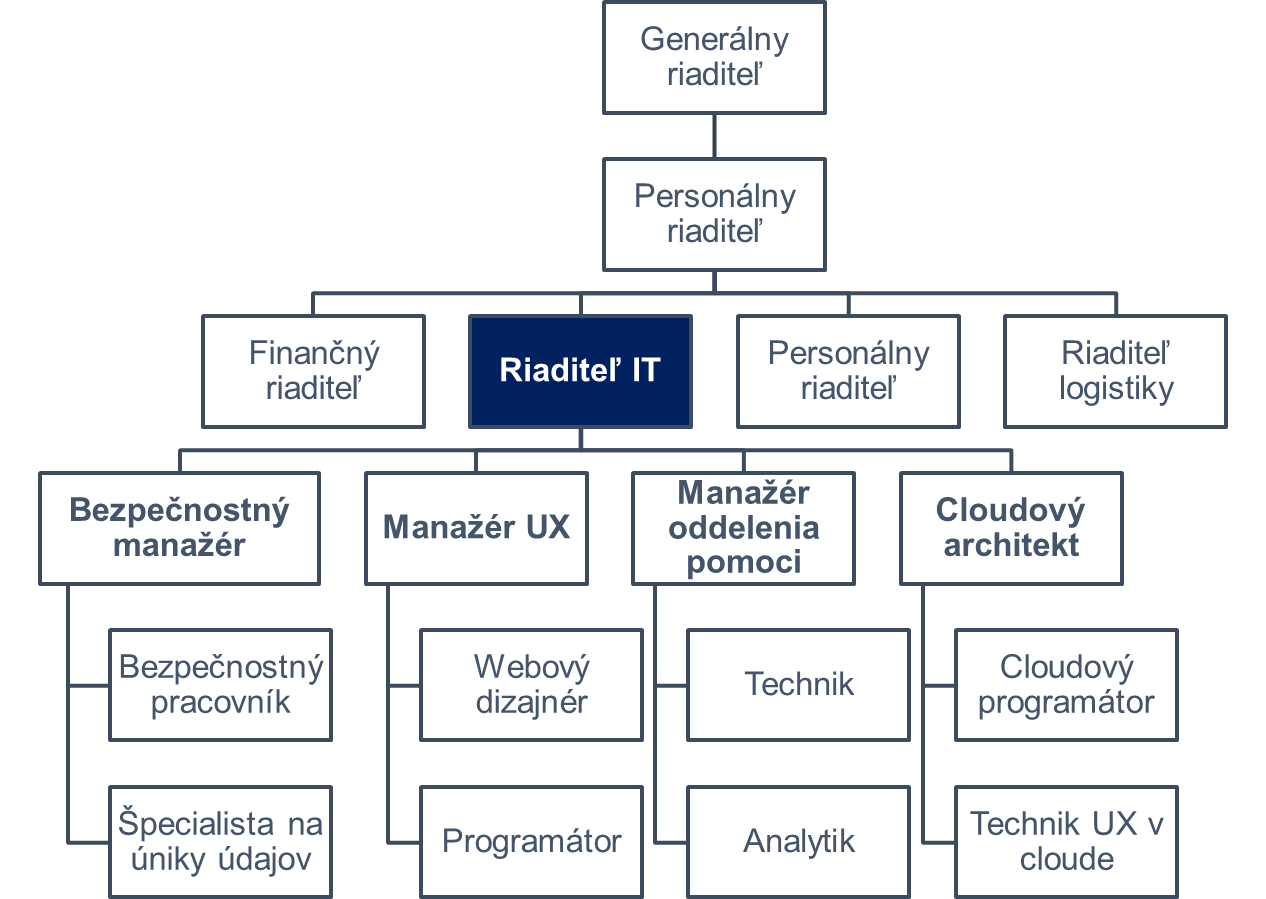 Generálny
riaditeľ
Personálny
riaditeľ
Finančný
riaditeľ
Riaditeľ IT
Personálny
riaditeľ
Riaditeľ
logistiky
Bezpečnostný
manažér
Manažér UX
Manažér
oddelenia
pomoci
Cloudový
architekt
Bezpečnostný
pracovník
Webový
dizajnér
Technik
Cloudový
programátor
Špecialista na
úniky údajov
Programátor
Analytik
Technik UX v
cloude